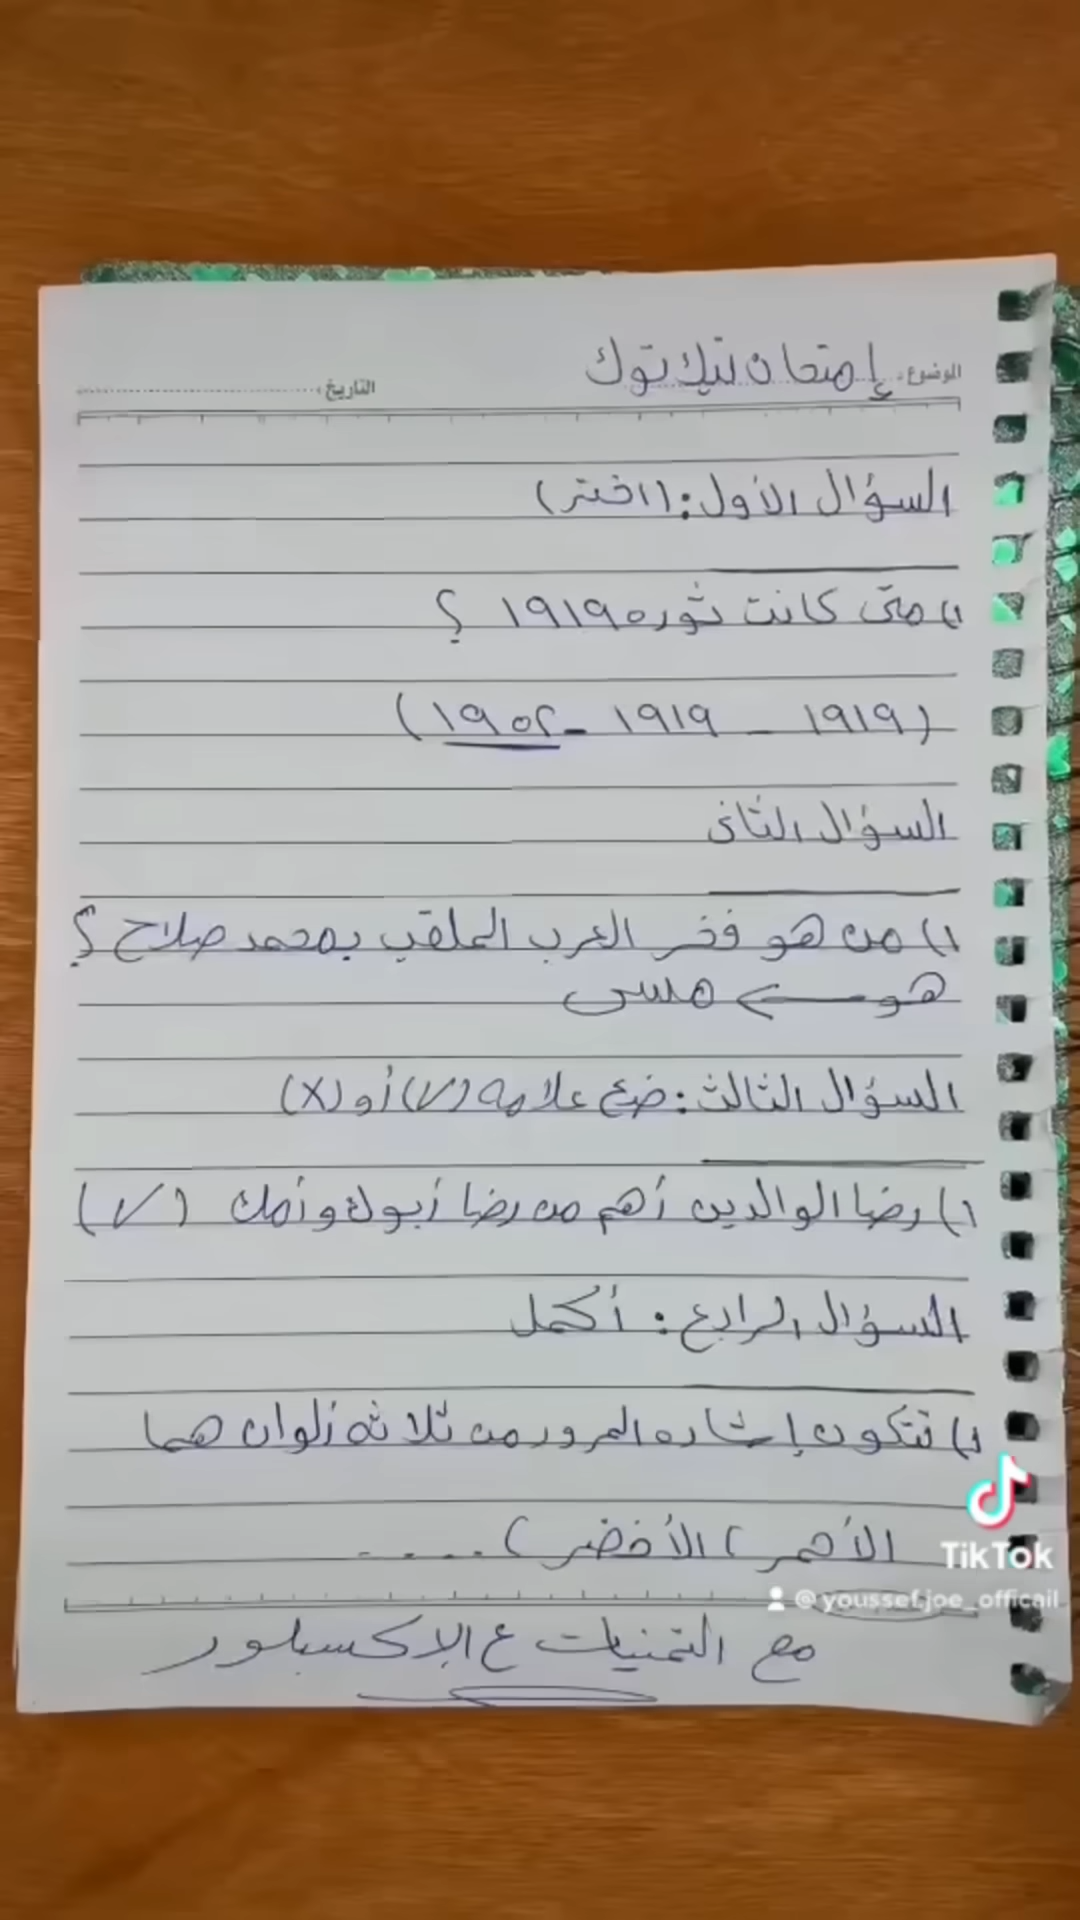 الموضوع: إمتحان تيك توك
التاريخ:
السؤال الأول: (اختر)
١) متى كانت ثوره ١٩١٩ ؟
(١٩١٩ - ١٩١٩ - ١٩٥٢)
السؤال الثانى
١) من هو فخر العرب الملقب بمحمد صلاح ؟
هو ← ميسى
السؤال الثالث: ضع علامه (√) أو (X)
١) رضا الوالدين أهم من رضا أبوك وأمك (√)
السؤال الرابع: أكمل
١) تتكون إشاره المرور من ثلاثه ألوان هما
الأحمر ، الأخضر ، ....
مع التمنيات ع الإكسبلور
TikTok
@youssef.joe_officail